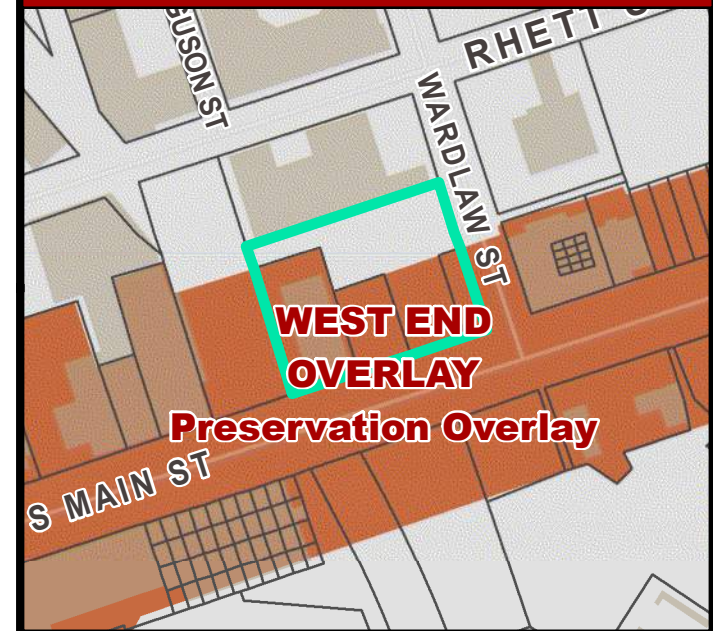 GUSON ST
RHETT
WARDLAW ST
WEST END
OVERLAY
Preservation Overlay
S MAIN ST